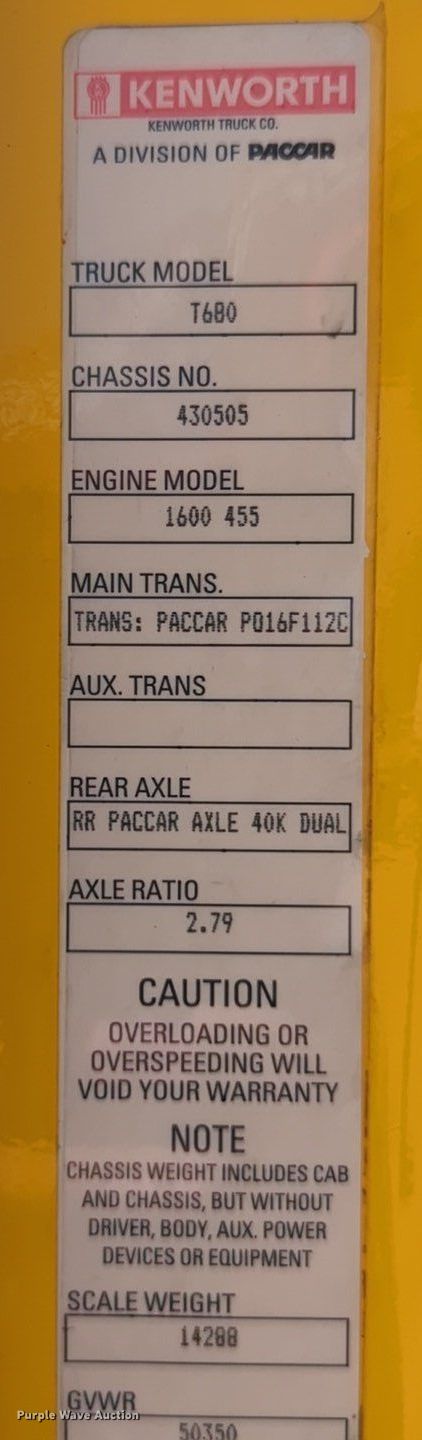 KENWORTH
KENWORTH TRUCK CO.
A DIVISION OF PACCAR
TRUCK MODEL
T680
CHASSIS NO.
430505
ENGINE MODEL
1600 455
MAIN TRANS.
TRANS: PACCAR PO16F112C
AUX. TRANS
REAR AXLE
RR PACCAR AXLE 40K DUAL
AXLE RATIO
2.79
CAUTION
OVERLOADING OR
OVERSPEEDING WILL
VOID YOUR WARRANTY
NOTE
CHASSIS WEIGHT INCLUDES CAB
AND CHASSIS, BUT WITHOUT
DRIVER, BODY, AUX. POWER
DEVICES OR EQUIPMENT
SCALE WEIGHT
14288
GVWR
Purple Wave Auction
50350